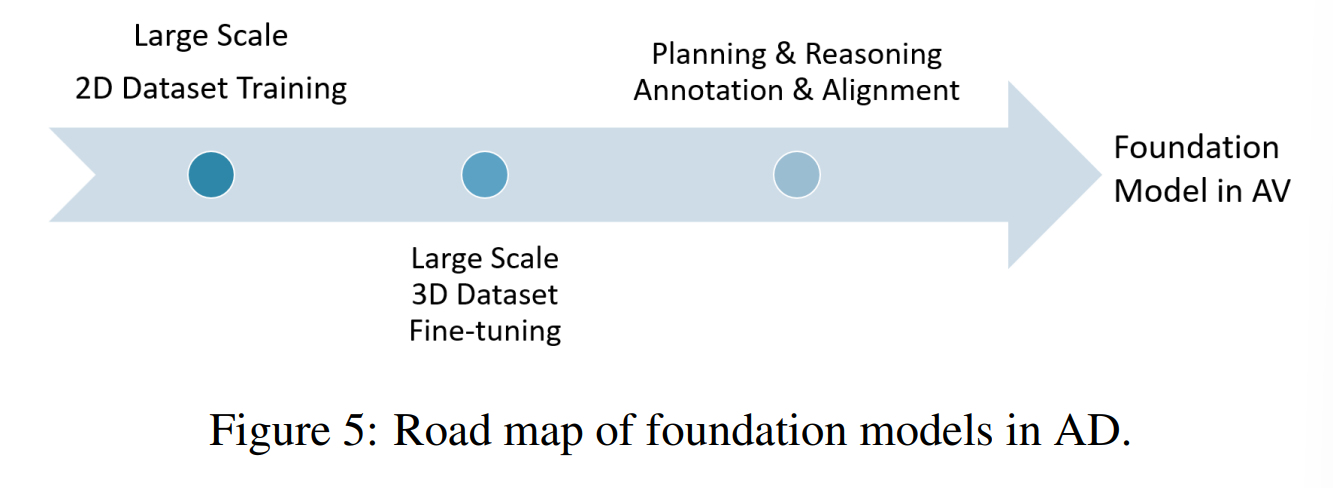 Large Scale
2D Dataset Training
Planning & Reasoning
Annotation & Alignment
Foundation
Model in AV
Large Scale
3D Dataset
Fine-tuning
Figure 5: Road map of foundation models in AD.